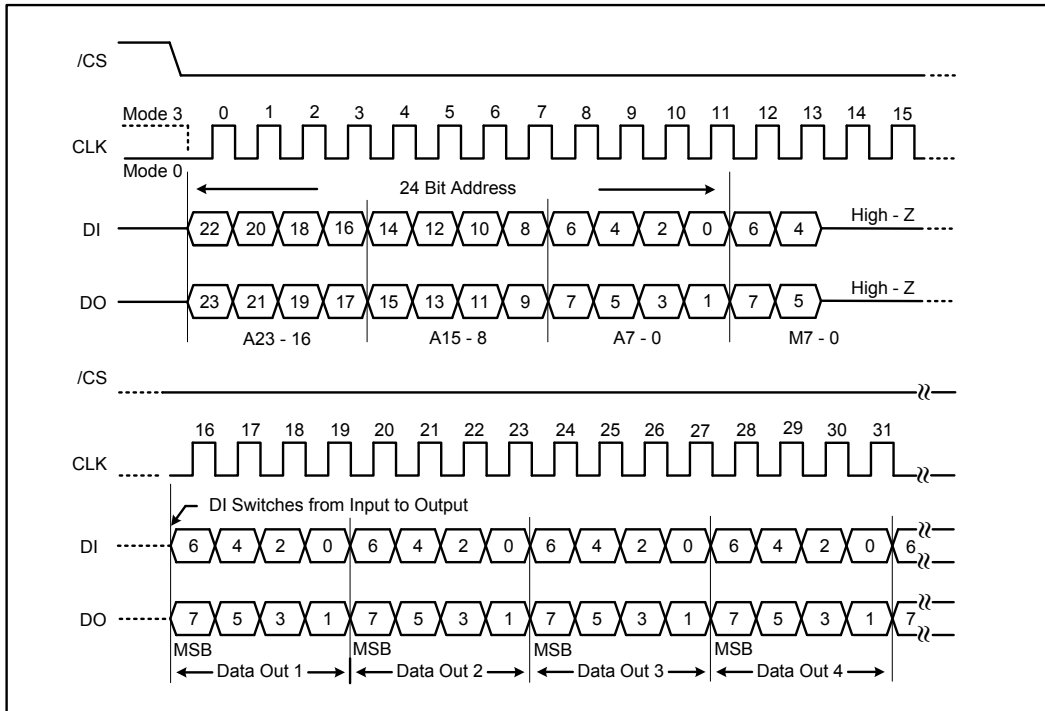 /CS
Mode 3 0 1 2 3 4 5 6 7 8 9 10 11 12 13 14 15
CLK
Mode 0
24 Bit Address
DI 22 20 18 16 14 12 10 8 6 4 2 0 6 4 High - Z
DO 23 21 19 17 15 13 11 9 7 5 3 1 7 5 High - Z
A23 - 16 A15 - 8 A7 - 0 M7 - 0
/CS
16 17 18 19 20 21 22 23 24 25 26 27 28 29 30 31
CLK
DI Switches from Input to Output
DI 6 4 2 0 6 4 2 0 6 4 2 0 6 4 2 0 6
DO 7 5 3 1 7 5 3 1 7 5 3 1 7 5 3 1 7
MSB MSB MSB MSB
Data Out 1 Data Out 2 Data Out 3 Data Out 4